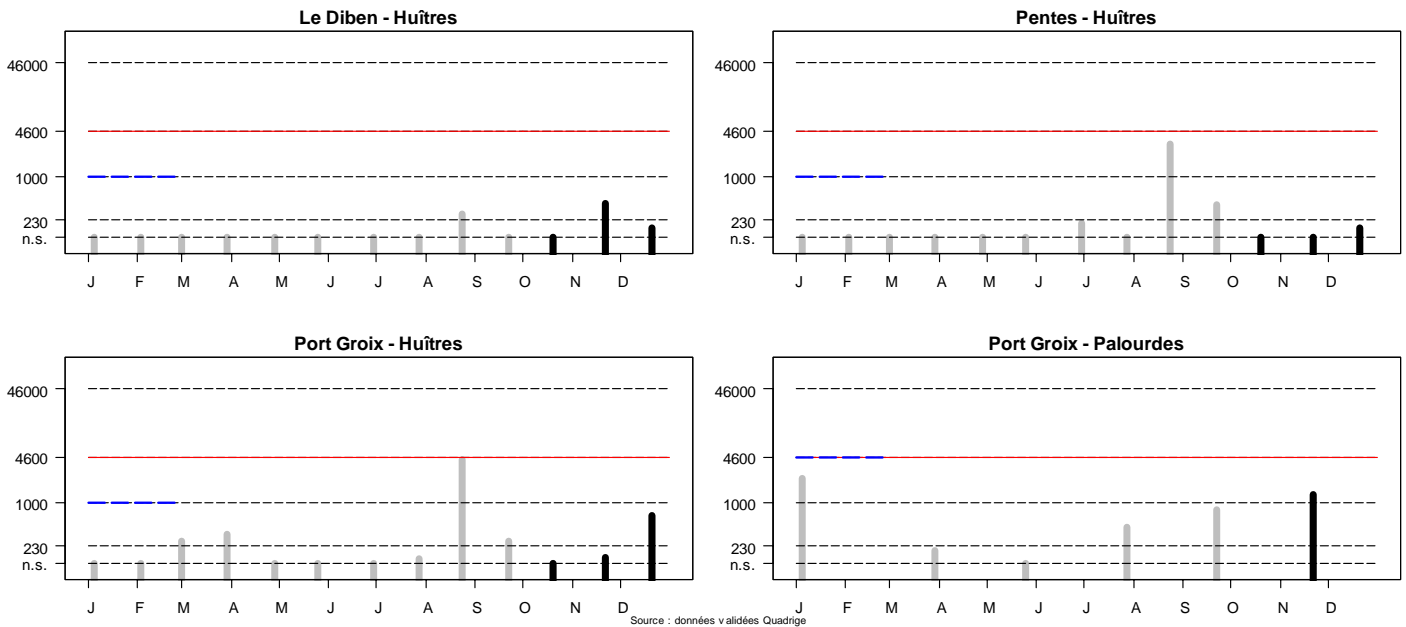 Le Diben - Huîtres
46000
4600
1000
230
n.s.
J F M A M J J A S O N D
Pentes - Huîtres
46000
4600
1000
230
n.s.
J F M A M J J A S O N D
Port Groix - Huîtres
46000
4600
1000
230
n.s.
J F M A M J J A S O N D
Port Groix - Palourdes
46000
4600
1000
230
n.s.
J F M A M J J A S O N D
Source : données validées Quadrige